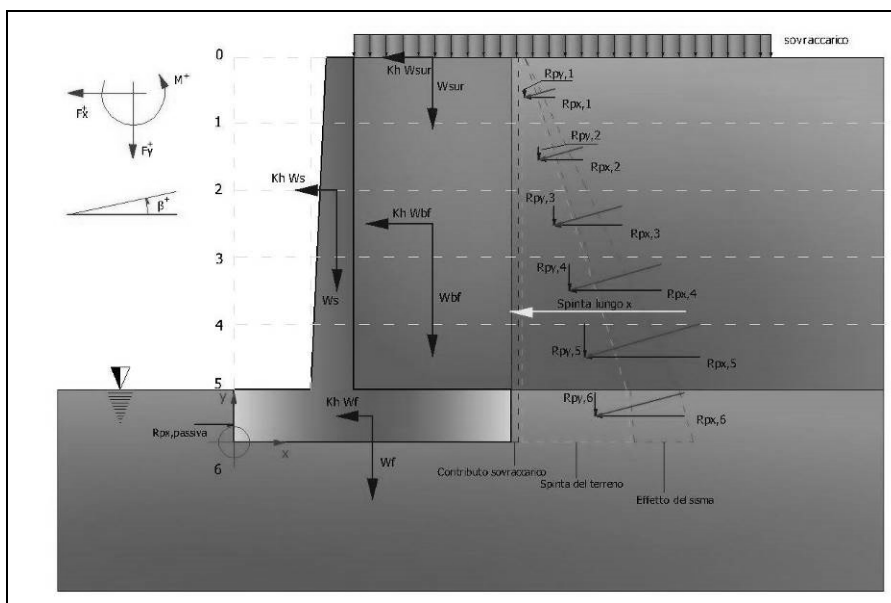 sovraccarico
0
Kh Wsur
Wsur
Rpy,1
Rpx,1
M+
Fx+
Fy+
1
Rpy,2
Rpx,2
2
Kh Ws
β+
Rpy,3
Kh Wbf
Rpx,3
3
Rpy,4
Ws
Wbf
Rpx,4
Spinta lungo x
4
Rpy,5
Rpx,5
5
y
Rpy,6
Kh Wf
Rpx,6
Rpx,passiva
x
6
Wf
Contributo sovraccarico
Spinta del terreno
Effetto del sisma